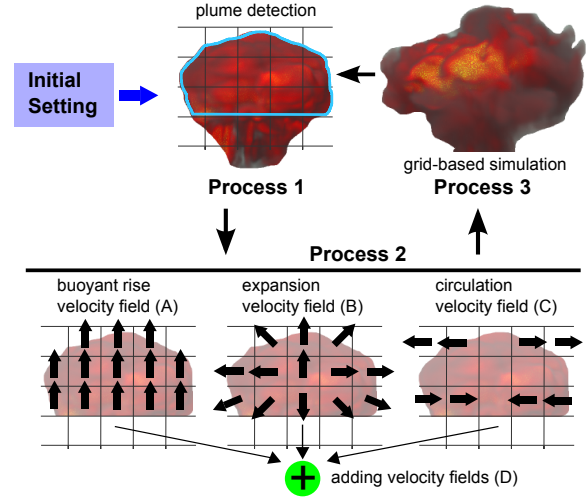 plume detection
Initial
Setting
Process 1
grid-based simulation
Process 3
Process 2
buoyant rise
velocity field (A)
expansion
velocity field (B)
circulation
velocity field (C)
+
adding velocity fields (D)